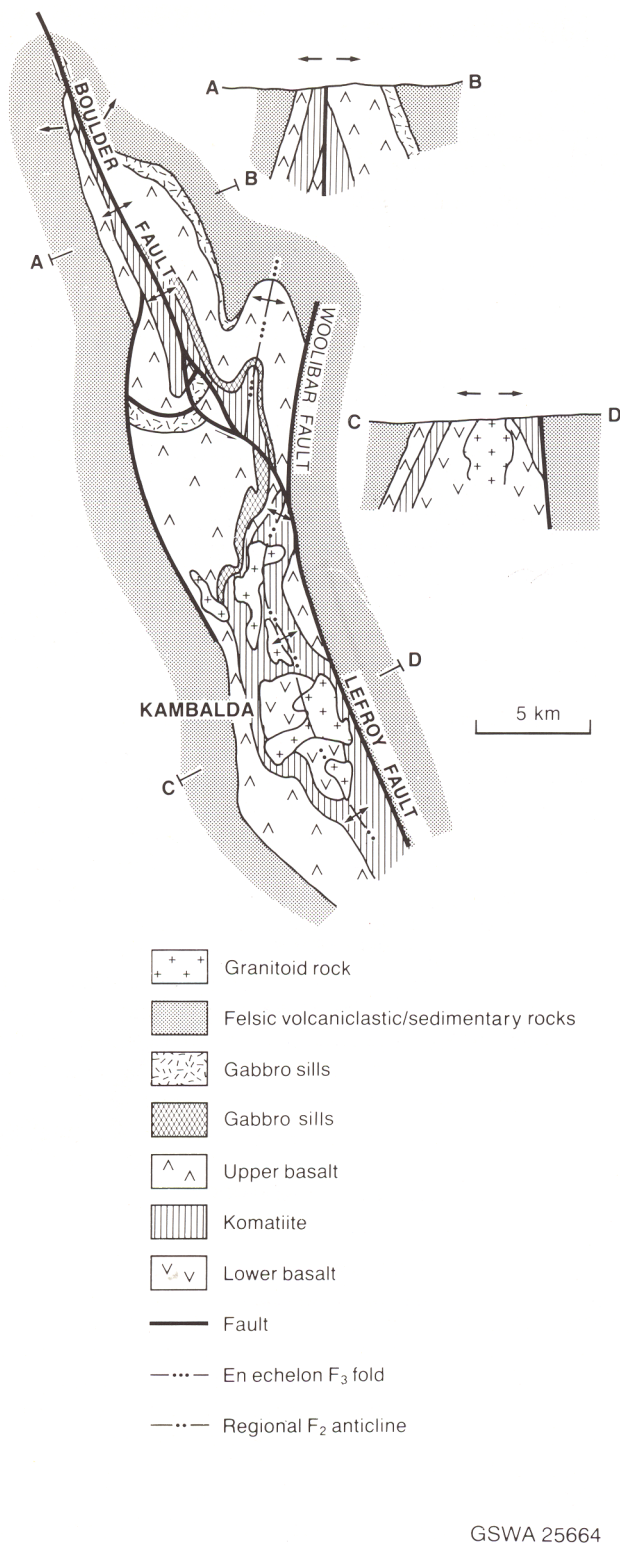 A
B
BOULDER
FAULT
B
A
WOOLIBAR FAULT
C
D
D
KAMBALDA
LEFROY FAULT
5 km
C
Granitoid rock
Felsic volcaniclastic/sedimentary rocks
Gabbro sills
Gabbro sills
Upper basalt
Komatiite
Lower basalt
Fault
En echelon F₃ fold
Regional F₂ anticline
GSWA 25664